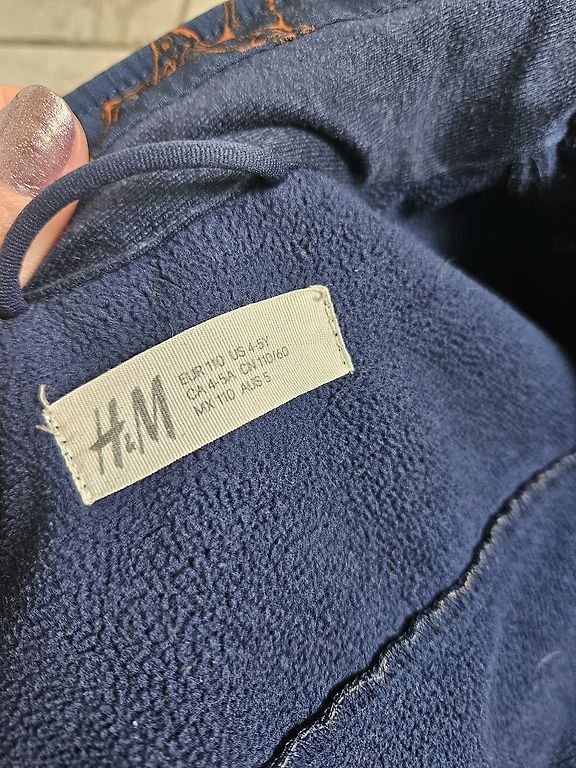 H&M
EUR 110 US 4-5Y
CA 4-5A CN 110/60
MX 110 AUS 5